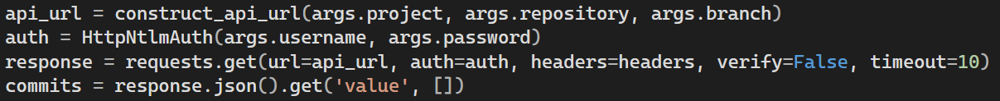 api_url = construct_api_url(args.project, args.repository, args.branch)
auth = HttpNtlmAuth(args.username, args.password)
response = requests.get(url=api_url, auth=auth, headers=headers, verify=False, timeout=10)
commits = response.json().get('value', [])